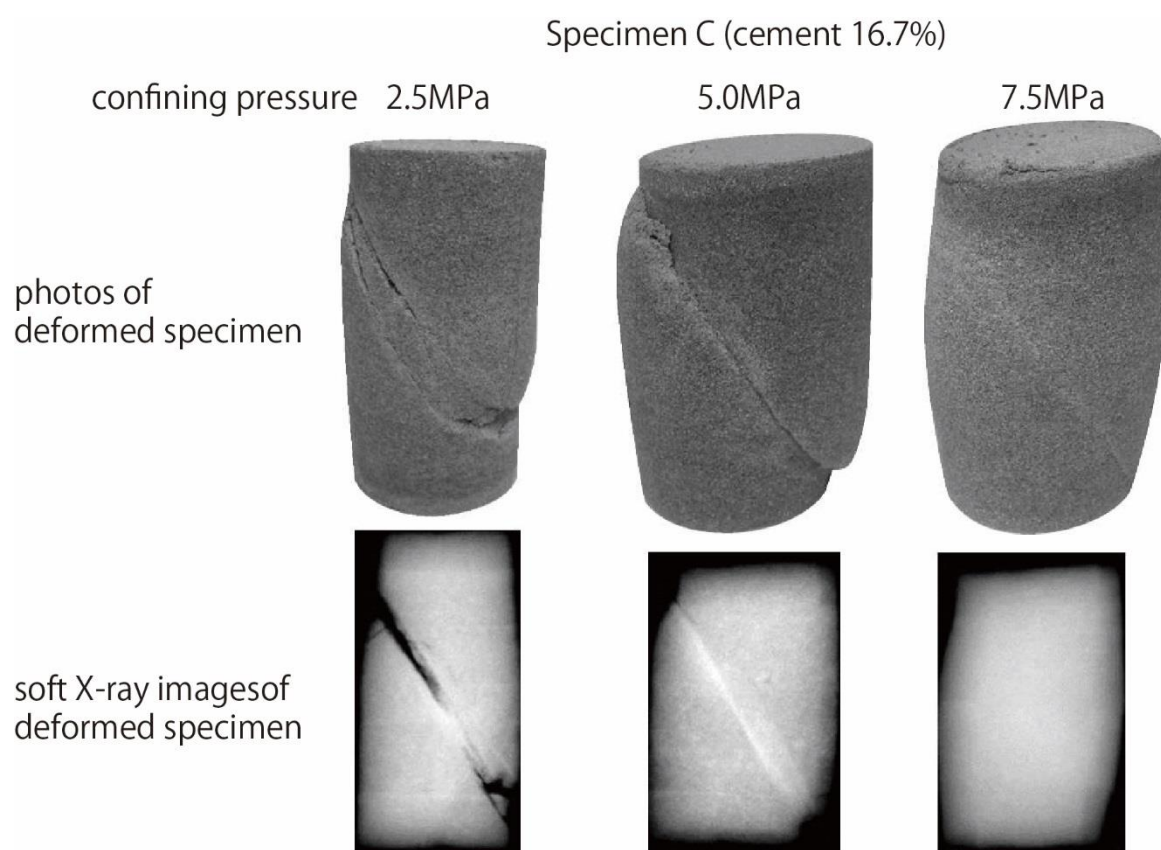 Specimen C (cement 16.7%)
confining pressure 2.5MPa 5.0MPa 7.5MPa
photos of
deformed specimen
soft X-ray imagesof
deformed specimen